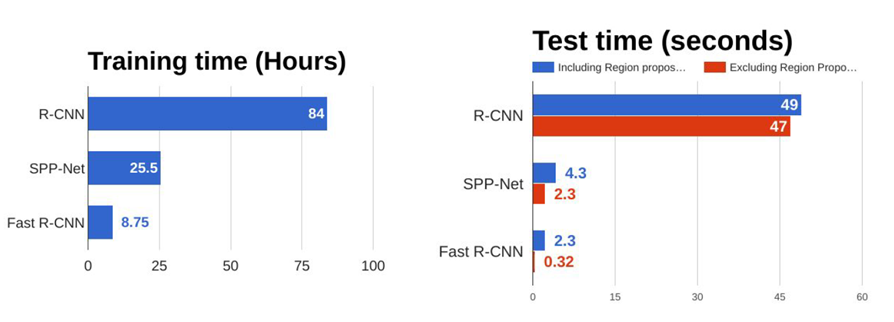 Training time (Hours)
R-CNN 84
SPP-Net 25.5
Fast R-CNN 8.75
0 25 50 75 100
Test time (seconds)
Including Region propos... Excluding Region Propo...
R-CNN 49
47
SPP-Net 4.3
2.3
Fast R-CNN 2.3
0.32
0 15 30 45 60